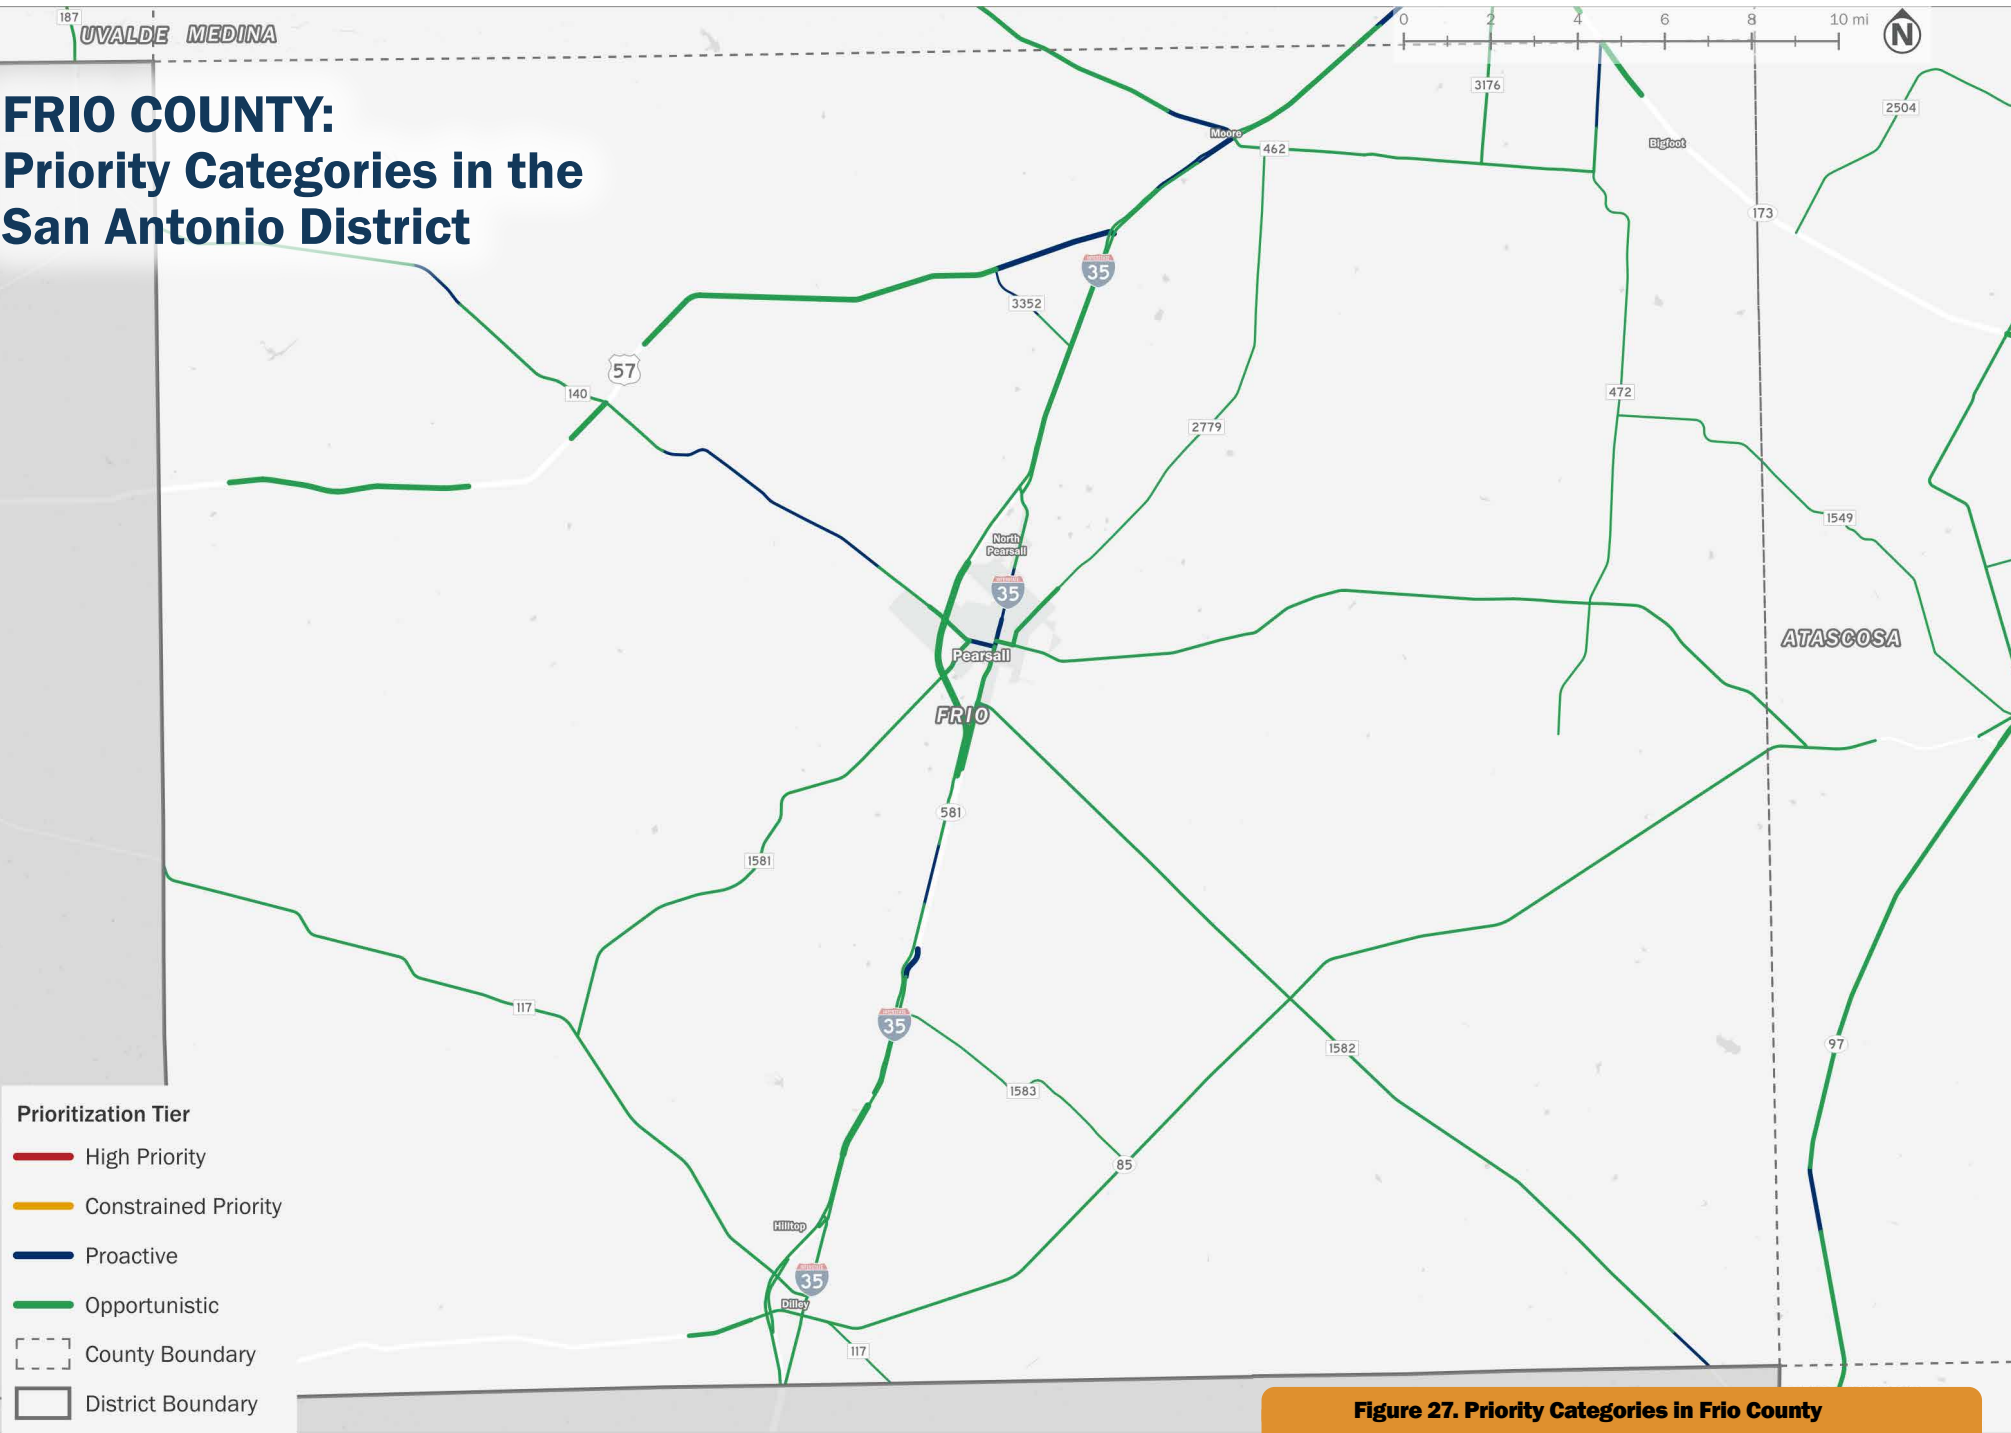 187
UVALDE MEDINA
0 2 4 6 8 10 mi
N
FRIO COUNTY:
Priority Categories in the
San Antonio District
3176
2504
Moore
Bigfoot
462
173
35
3352
57
140
472
2779
1549
North
Pearsall
35
ATASCOSA
Pearsall
FRIO
581
1581
117
35
97
1582
1583
85
Hilltop
35
Dilley
117
Prioritization Tier
High Priority
Constrained Priority
Proactive
Opportunistic
County Boundary
District Boundary
Figure 27. Priority Categories in Frio County